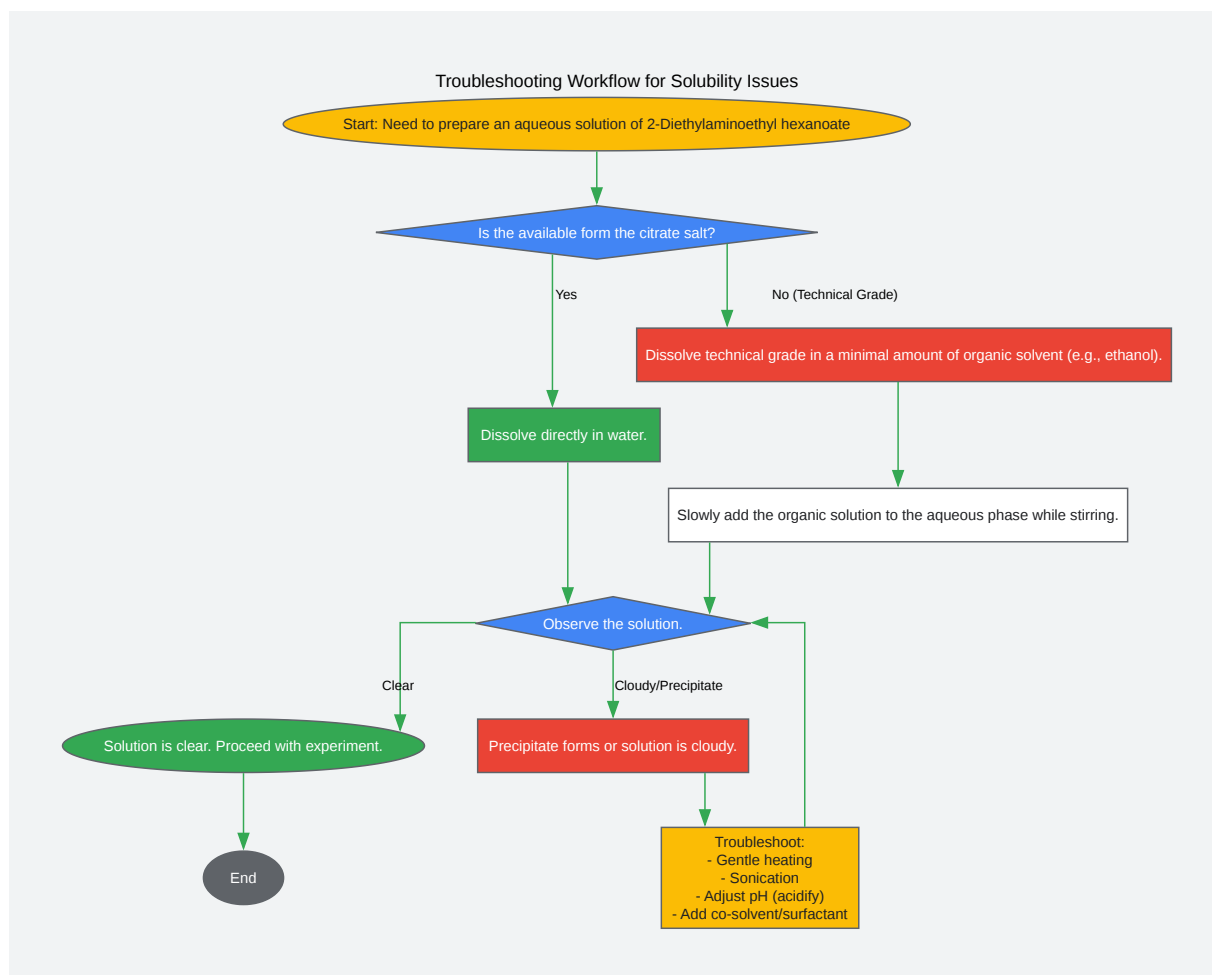 Troubleshooting Workflow for Solubility Issues
Start: Need to prepare an aqueous solution of 2-Diethylaminoethyl hexanoate
Is the available form the citrate salt?
Yes
No (Technical Grade)
Dissolve technical grade in a minimal amount of organic solvent (e.g., ethanol).
Dissolve directly in water.
Slowly add the organic solution to the aqueous phase while stirring.
Observe the solution.
Clear
Cloudy/Precipitate
Solution is clear. Proceed with experiment.
Precipitate forms or solution is cloudy.
Troubleshoot:
- Gentle heating
- Sonication
- Adjust pH (acidify)
- Add co-solvent/surfactant
End